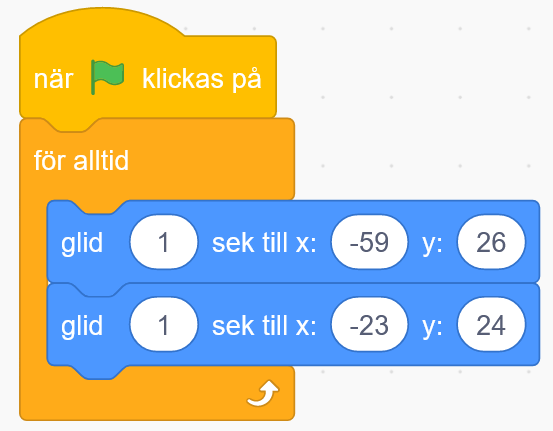 när klickas på
för alltid
glid 1 sek till x: -59 y: 26
glid 1 sek till x: -23 y: 24